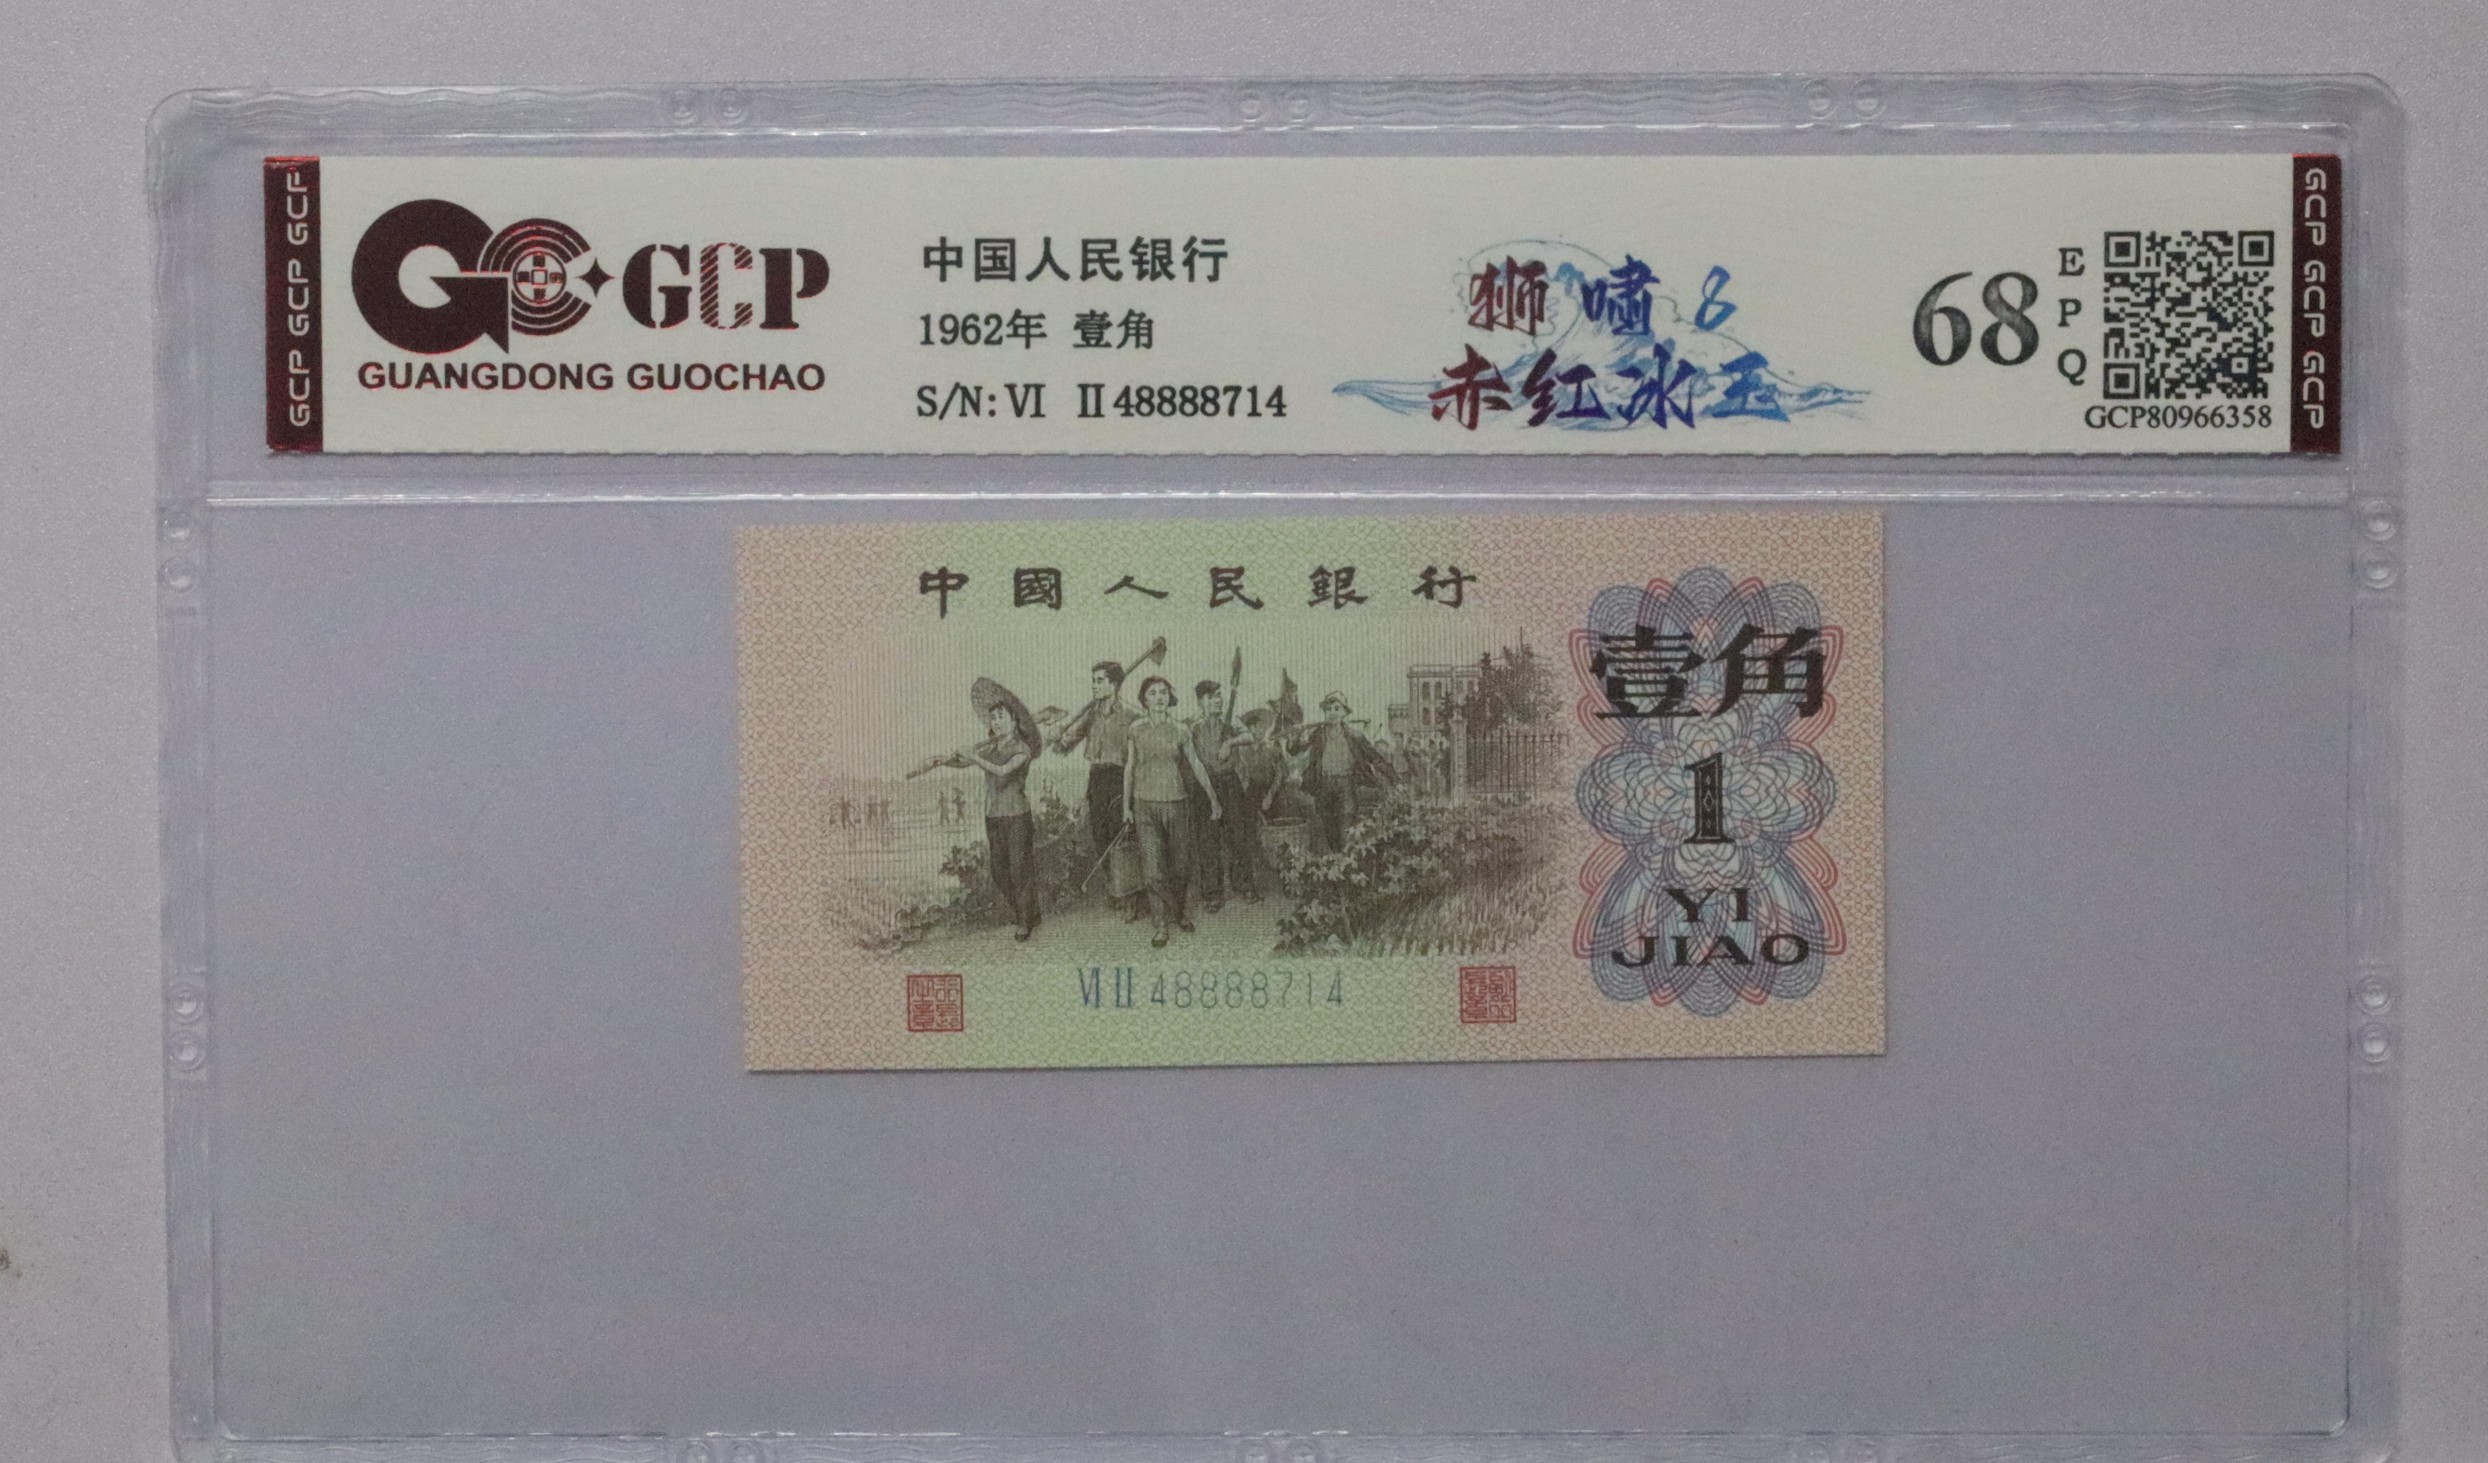 GCP GCP GCP
GCP
GUANGDONG GUOCHAO
中国人民银行
1962年 壹角
S/N: VI II 48888714
狮啸8
赤红冰玉
68
E
P
Q
GCP80966358
GCP GCP GCP
中國人民銀行
壹角
1
YI
JIAO
VI II 48888714